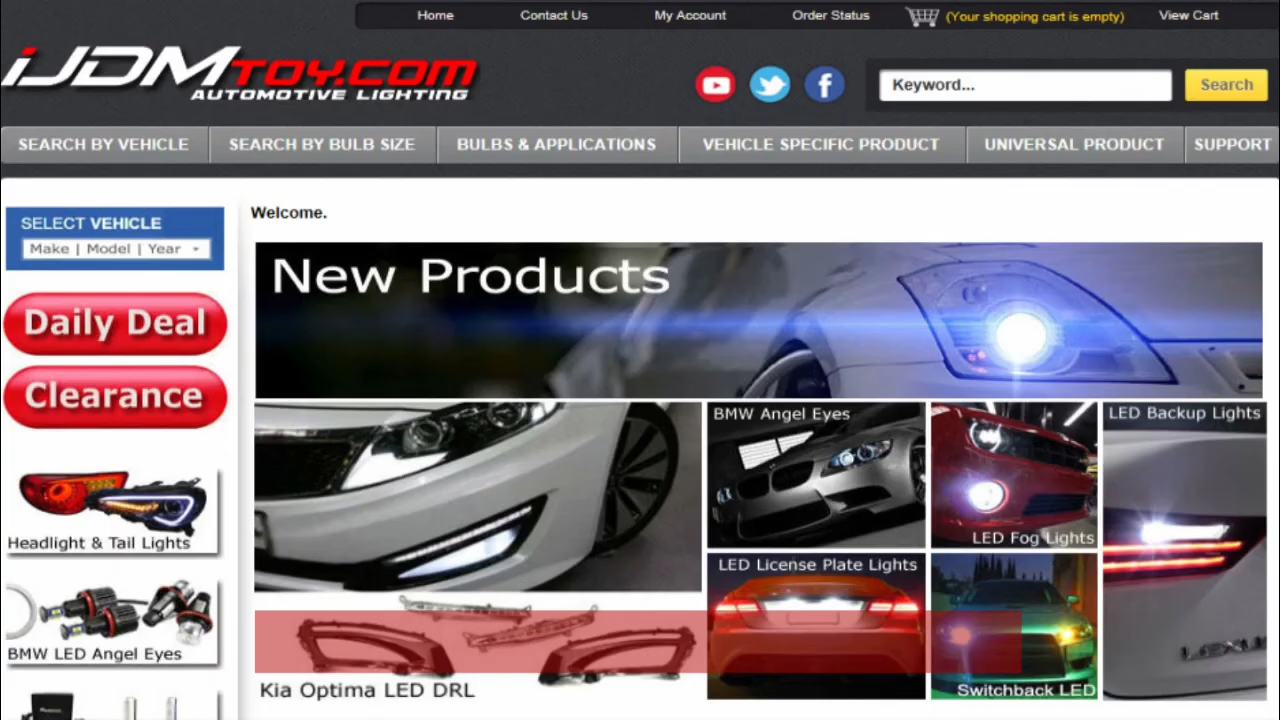 Home Contact Us My Account Order Status (Your shopping cart is empty) View Cart
iJDMTOY.COM
AUTOMOTIVE LIGHTING
Keyword... Search
SEARCH BY VEHICLE SEARCH BY BULB SIZE BULBS & APPLICATIONS VEHICLE SPECIFIC PRODUCT UNIVERSAL PRODUCT SUPPORT
SELECT VEHICLE
Make | Model | Year
Daily Deal
Clearance
Headlight & Tail Lights
BMW LED Angel Eyes
Welcome.
New Products
BMW Angel Eyes
LED Fog Lights
LED Backup Lights
LED License Plate Lights
Kia Optima LED DRL
Switchback LED